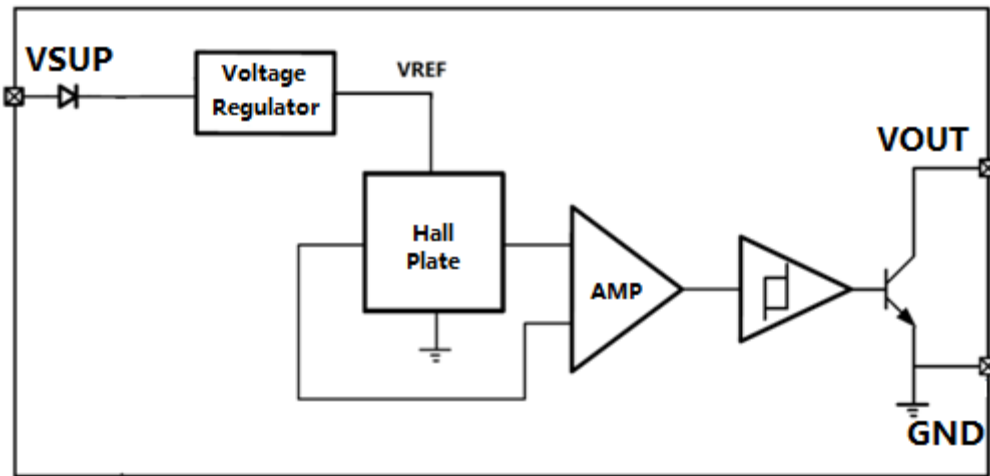 VSUP
Voltage
Regulator
VREF
VOUT
Hall
Plate
AMP
GND